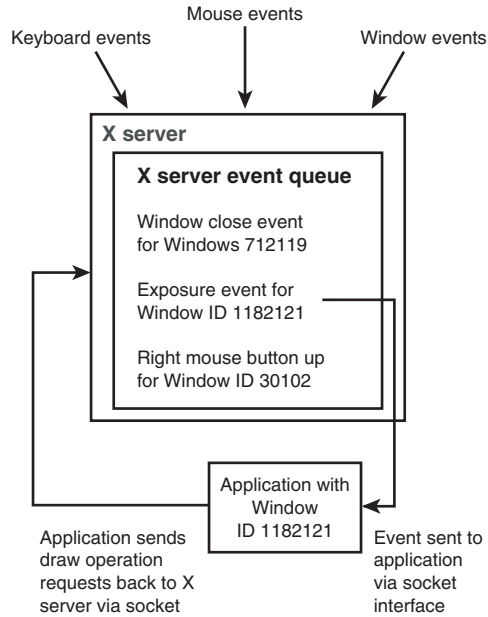 Mouse events
Keyboard events
Window events
X server
X server event queue
Window close event
for Windows 712119
Exposure event for
Window ID 1182121
Right mouse button up
for Window ID 30102
Application with
Window
ID 1182121
Application sends
draw operation
requests back to X
server via socket
Event sent to
application
via socket
interface